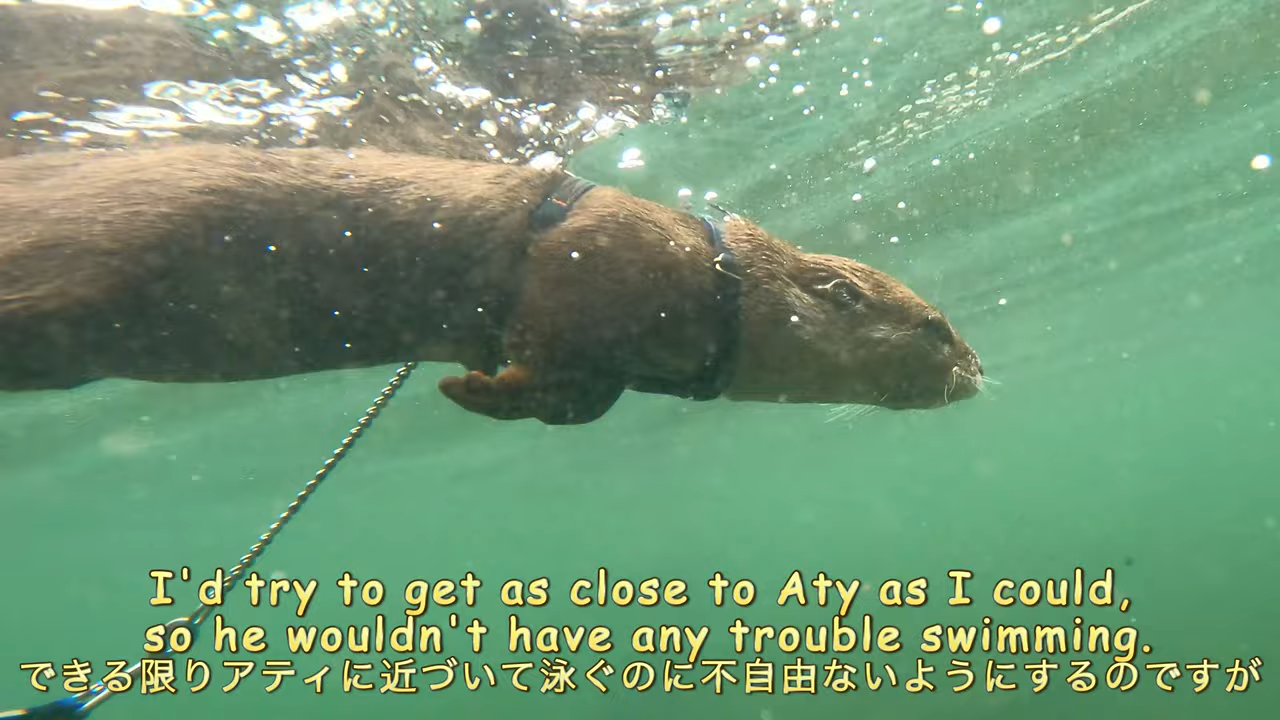 I'd try to get as close to Aty as I could,
so he wouldn't have any trouble swimming.
できる限りアティに近づいて泳ぐのに不自由ないようにするのですが